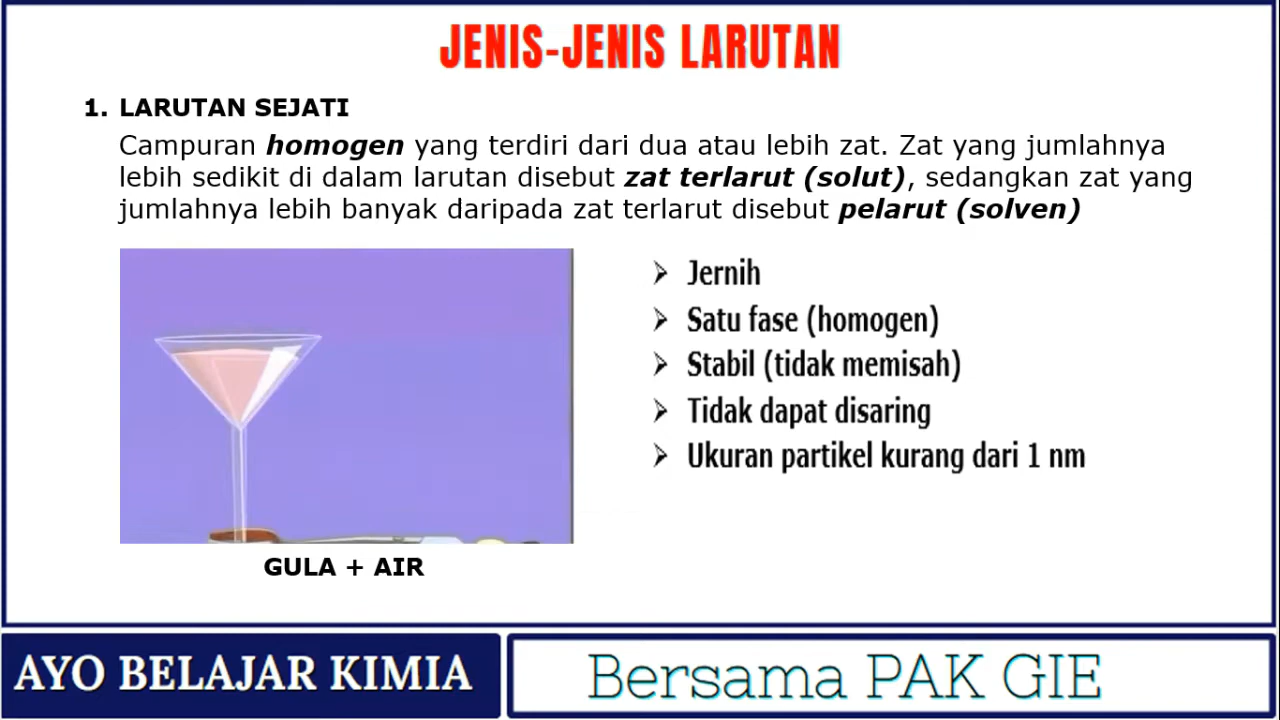 JENIS-JENIS LARUTAN
1. LARUTAN SEJATI
Campuran homogen yang terdiri dari dua atau lebih zat. Zat yang jumlahnya
lebih sedikit di dalam larutan disebut zat terlarut (solut), sedangkan zat yang
jumlahnya lebih banyak daripada zat terlarut disebut pelarut (solven)
➢ Jernih
➢ Satu fase (homogen)
➢ Stabil (tidak memisah)
➢ Tidak dapat disaring
➢ Ukuran partikel kurang dari 1 nm
GULA + AIR
AYO BELAJAR KIMIA
Bersama PAK GIE